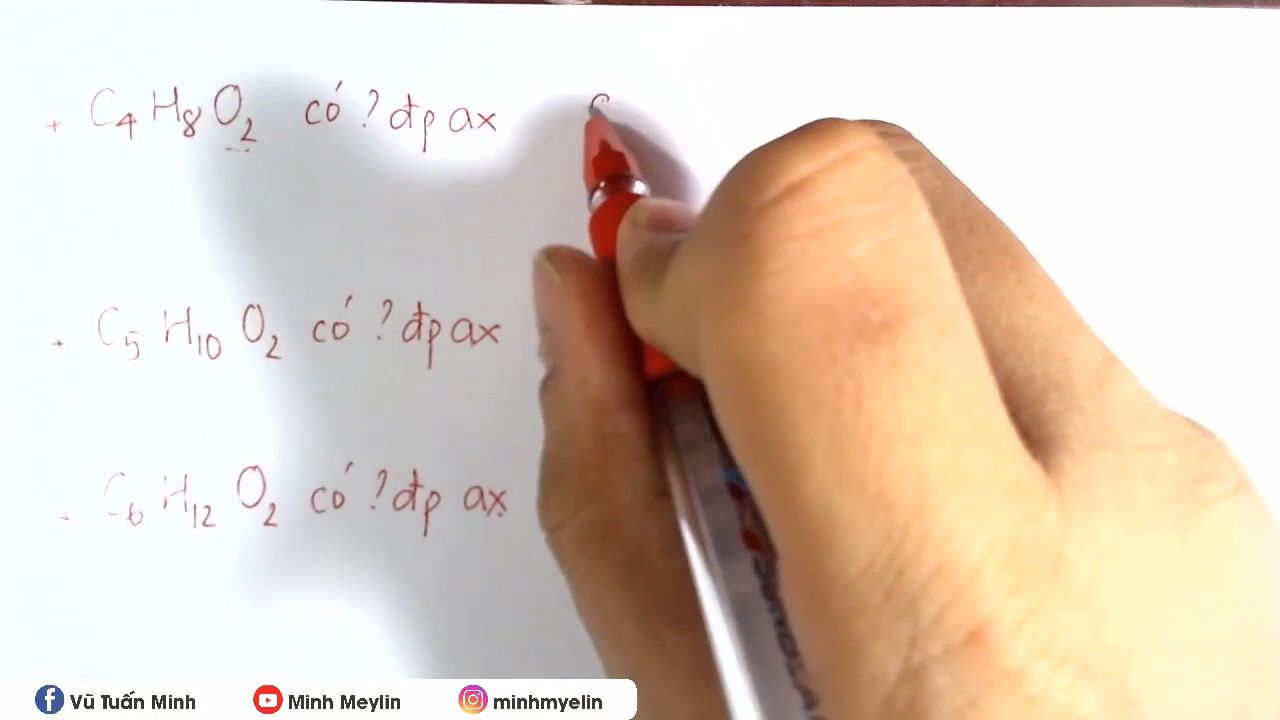 + C4H8O2 có ? đp ax
+ C5H10O2 có ? đp ax
+ C6H12O2 có ? đp ax
Vũ Tuấn Minh Minh Meylin minhmyelin